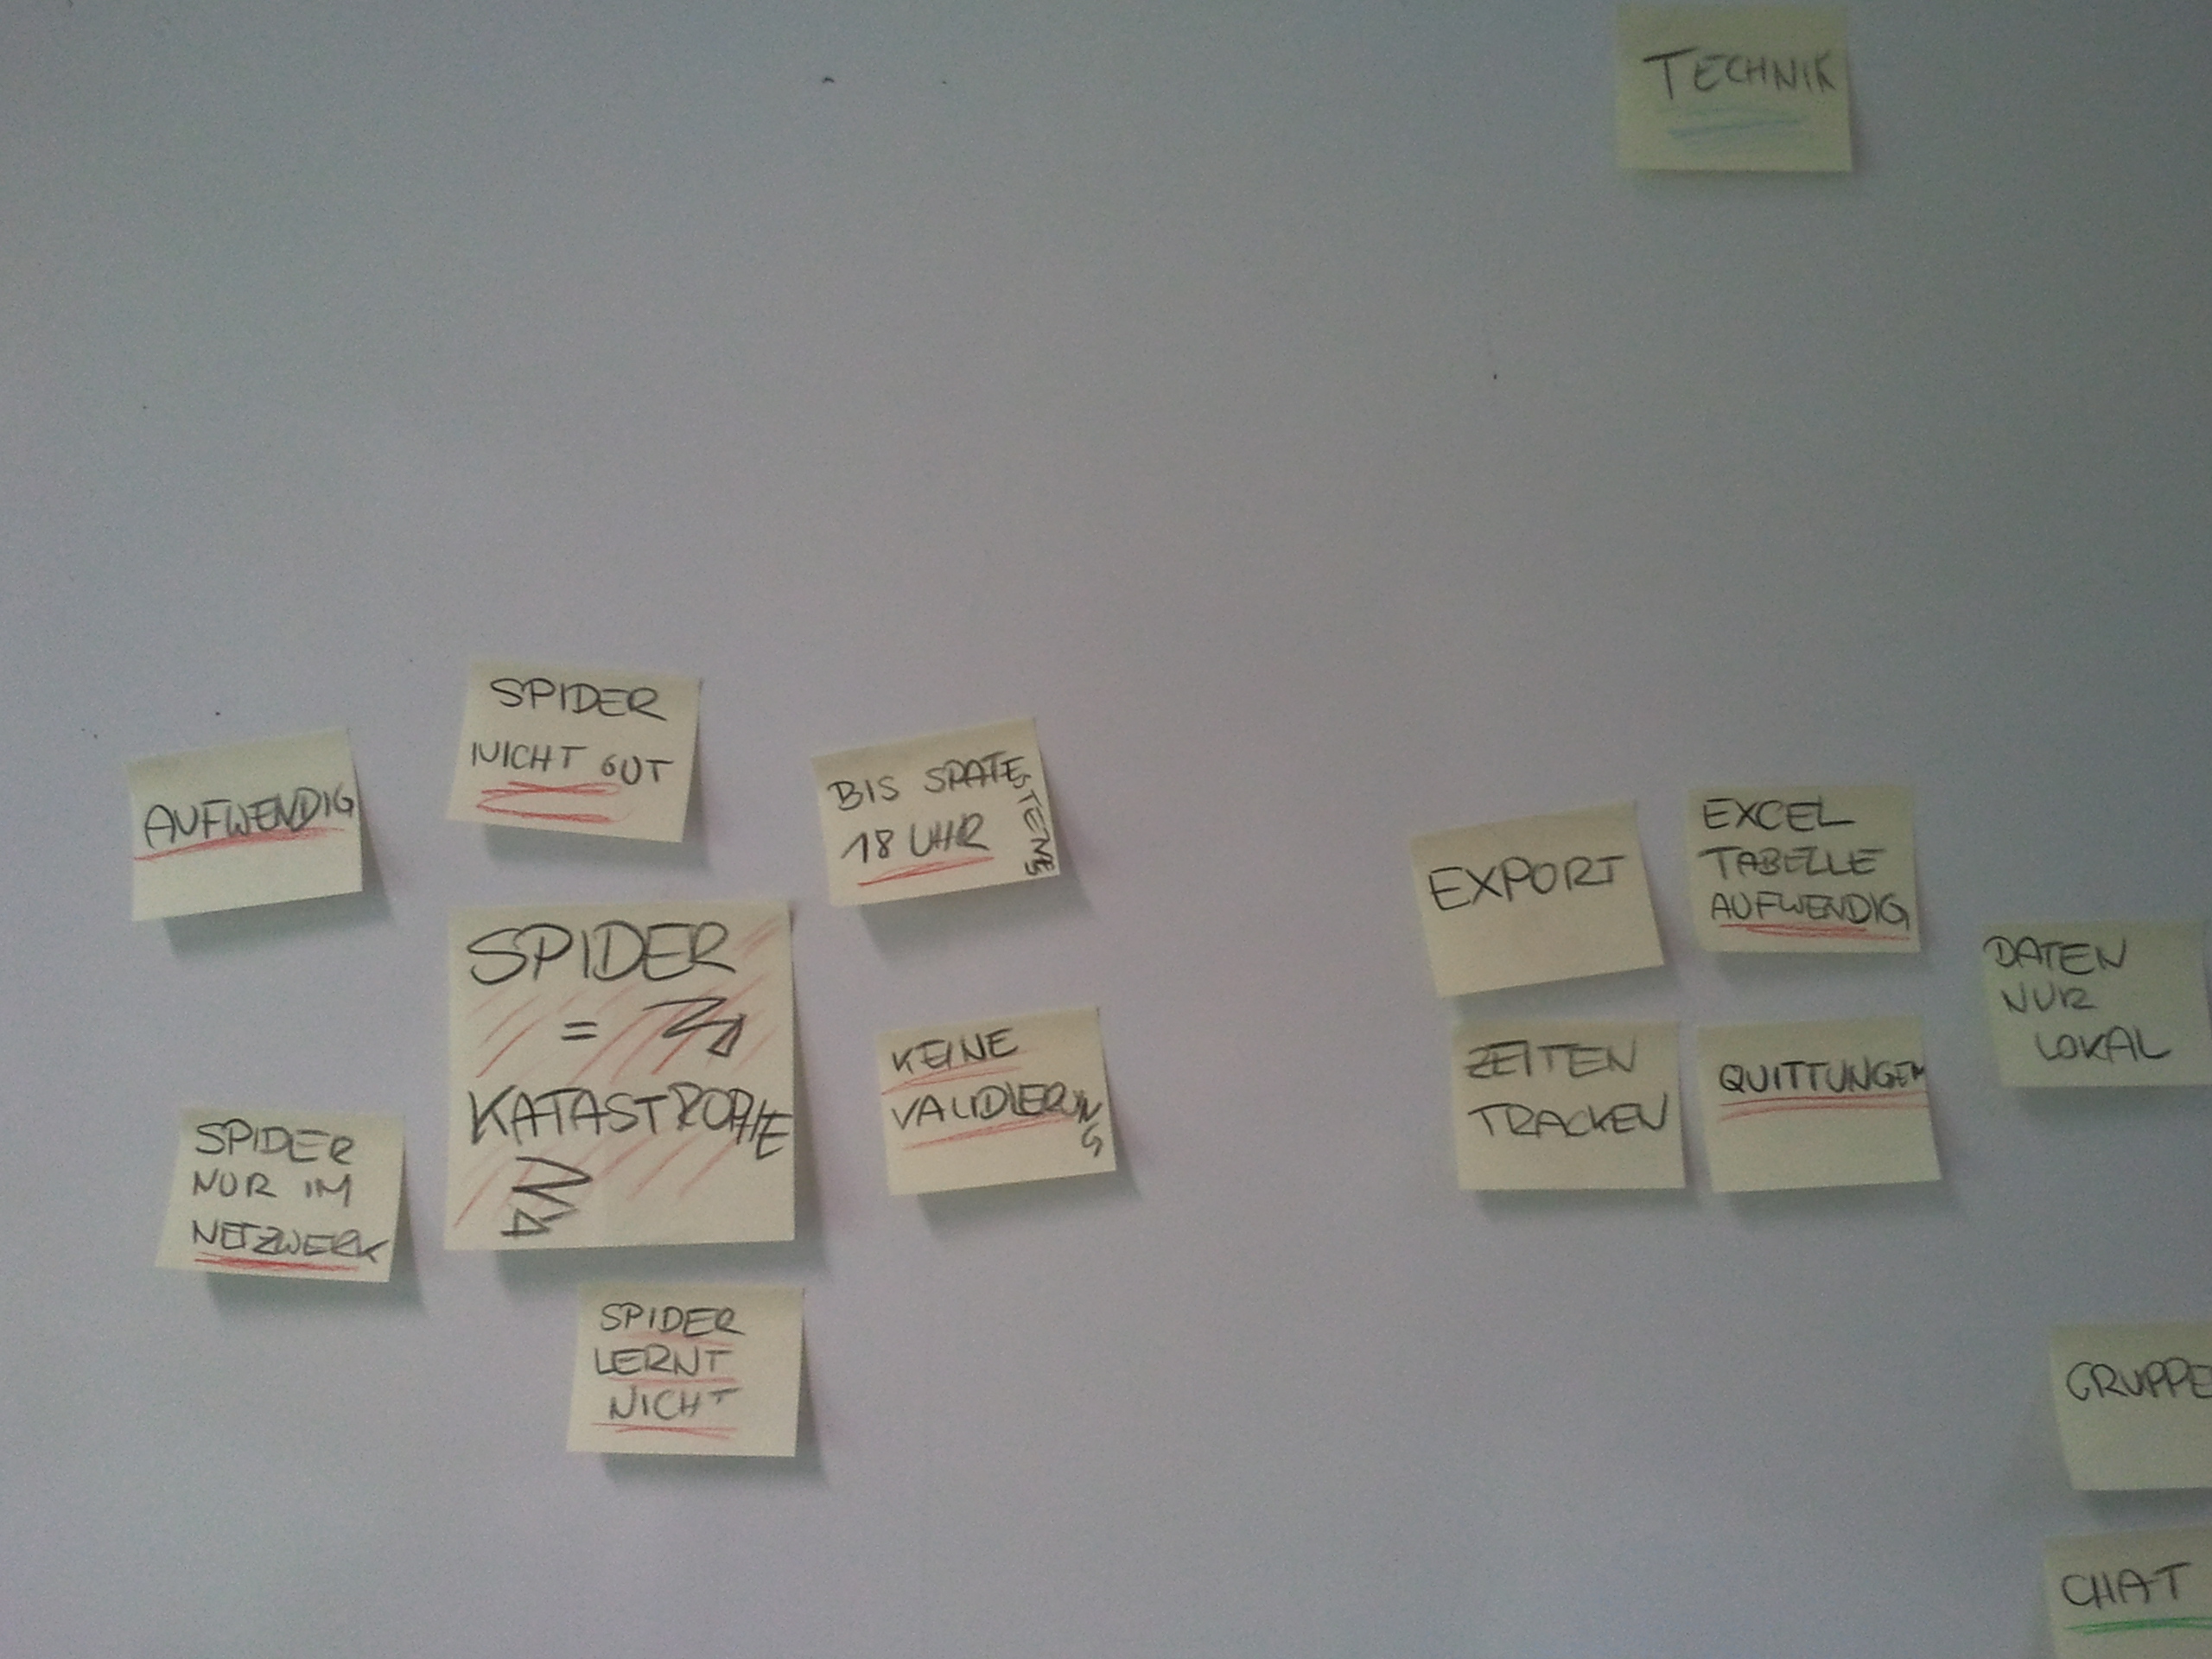 TECHNIK
SPIDER
NICHT GUT
AUFWENDIG
BIS SPÄTESTENS
18 UHR
SPIDER
=
KATASTROPHE
KEINE
VALIDIERUNG
SPIDER
NUR IM
NETZWERK
SPIDER
LERNT
NICHT
EXPORT
EXCEL
TABELLE
AUFWENDIG
DATEN
NUR
LOKAL
ZEITEN
TRACKEN
QUITTUNGEN
GRUPPE
CHAT